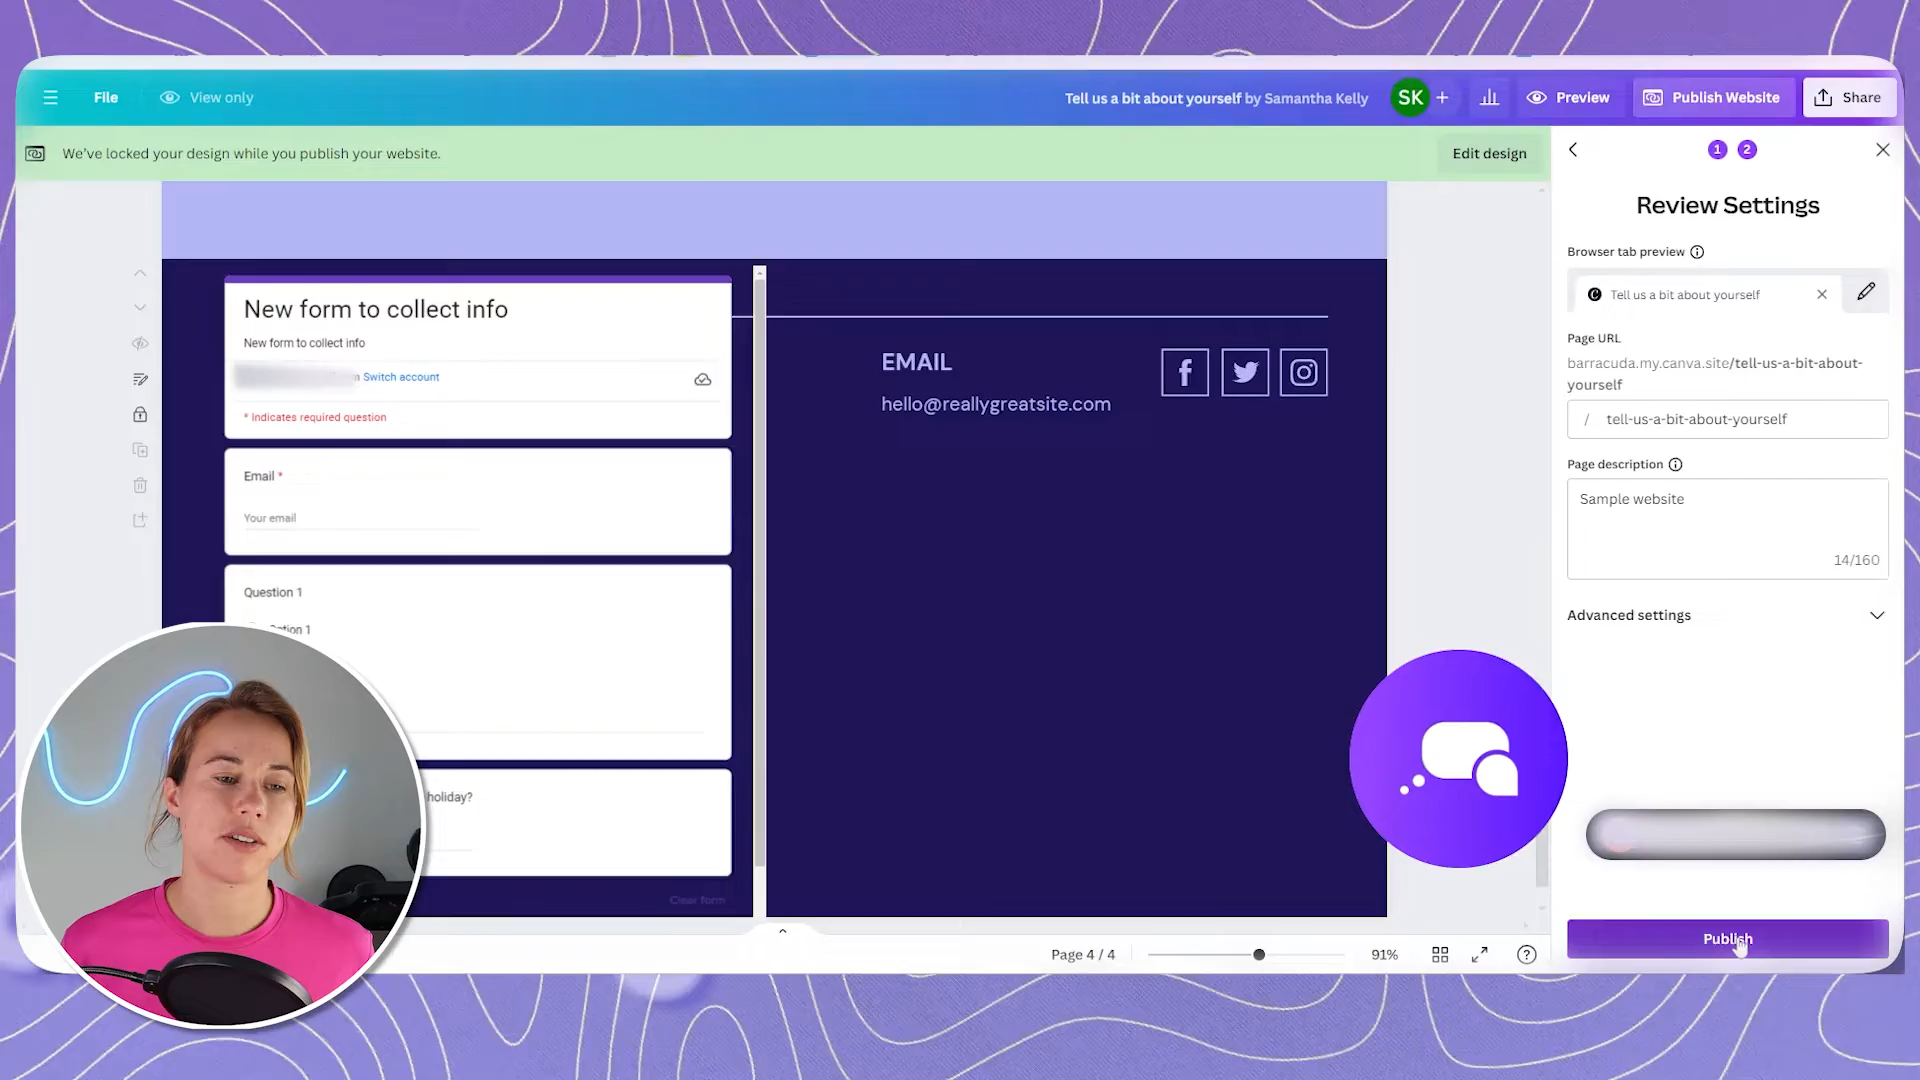 File
View only
Tell us a bit about yourself by Samantha Kelly
SK
Preview
Publish Website
Share
We've locked your design while you publish your website.
Edit design
New form to collect info
New form to collect info
Switch account
* Indicates required question
Email *
Your email
Question 1
Option 1
holiday?
Clear form
EMAIL
hello@reallygreatsite.com
Page 4 / 4
91%
1 2
Review Settings
Browser tab preview
Tell us a bit about yourself
Page URL
barracuda.my.canva.site/tell-us-a-bit-about-
yourself
/ tell-us-a-bit-about-yourself
Page description
Sample website
14/160
Advanced settings
Publish